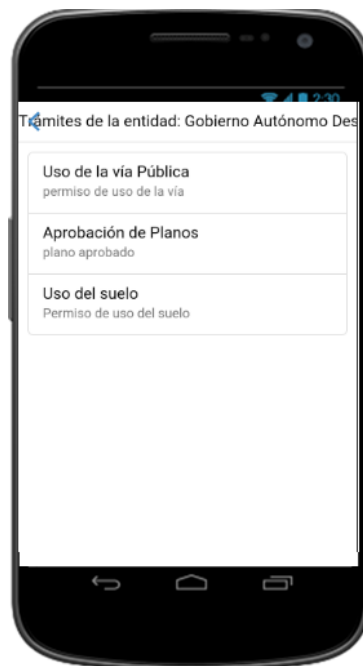 2:30
Trámites de la entidad: Gobierno Autónomo Des
Uso de la vía Pública
permiso de uso de la vía
Aprobación de Planos
plano aprobado
Uso del suelo
Permiso de uso del suelo